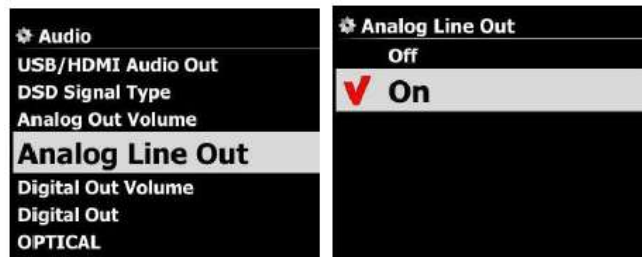 Audio
USB/HDMI Audio Out
DSD Signal Type
Analog Out Volume
Analog Line Out
Digital Out Volume
Digital Out
OPTICAL
Analog Line Out
Off
On